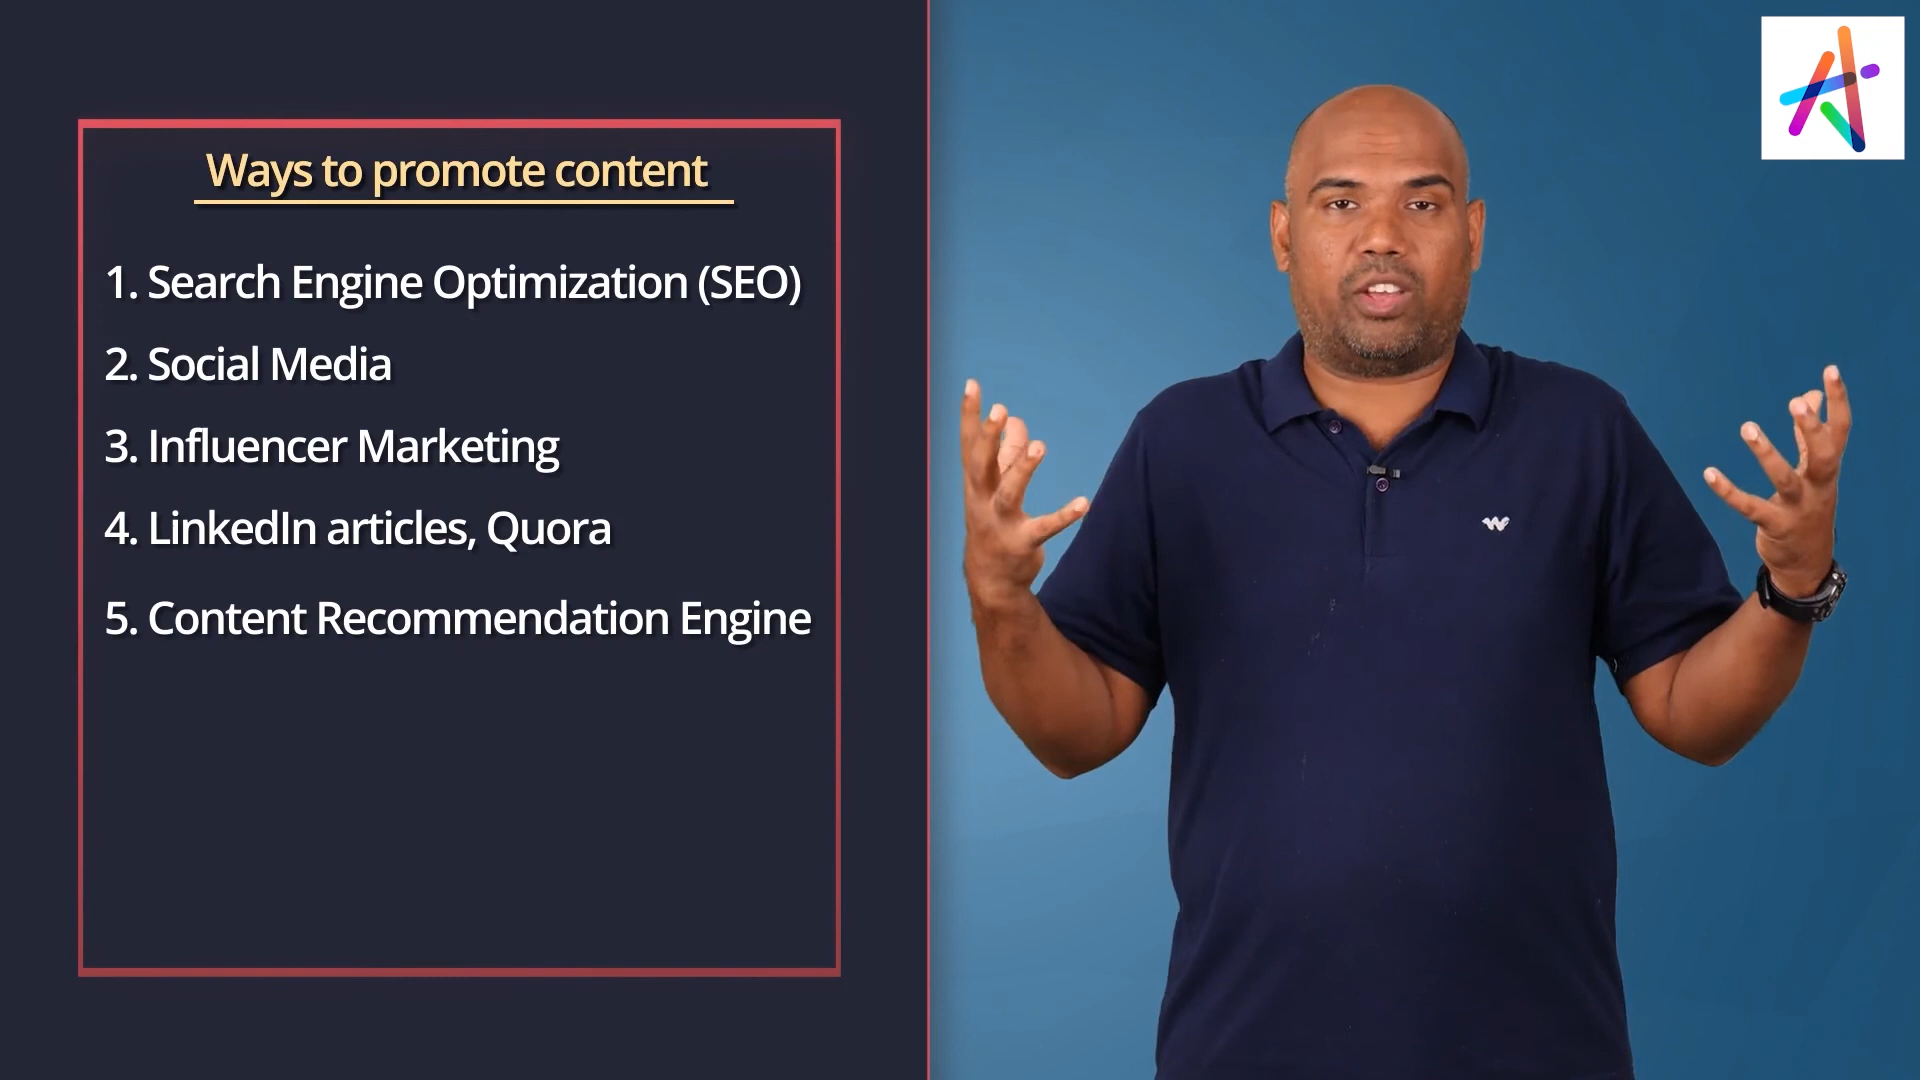 Ways to promote content
1. Search Engine Optimization (SEO)
2. Social Media
3. Influencer Marketing
4. LinkedIn articles, Quora
5. Content Recommendation Engine